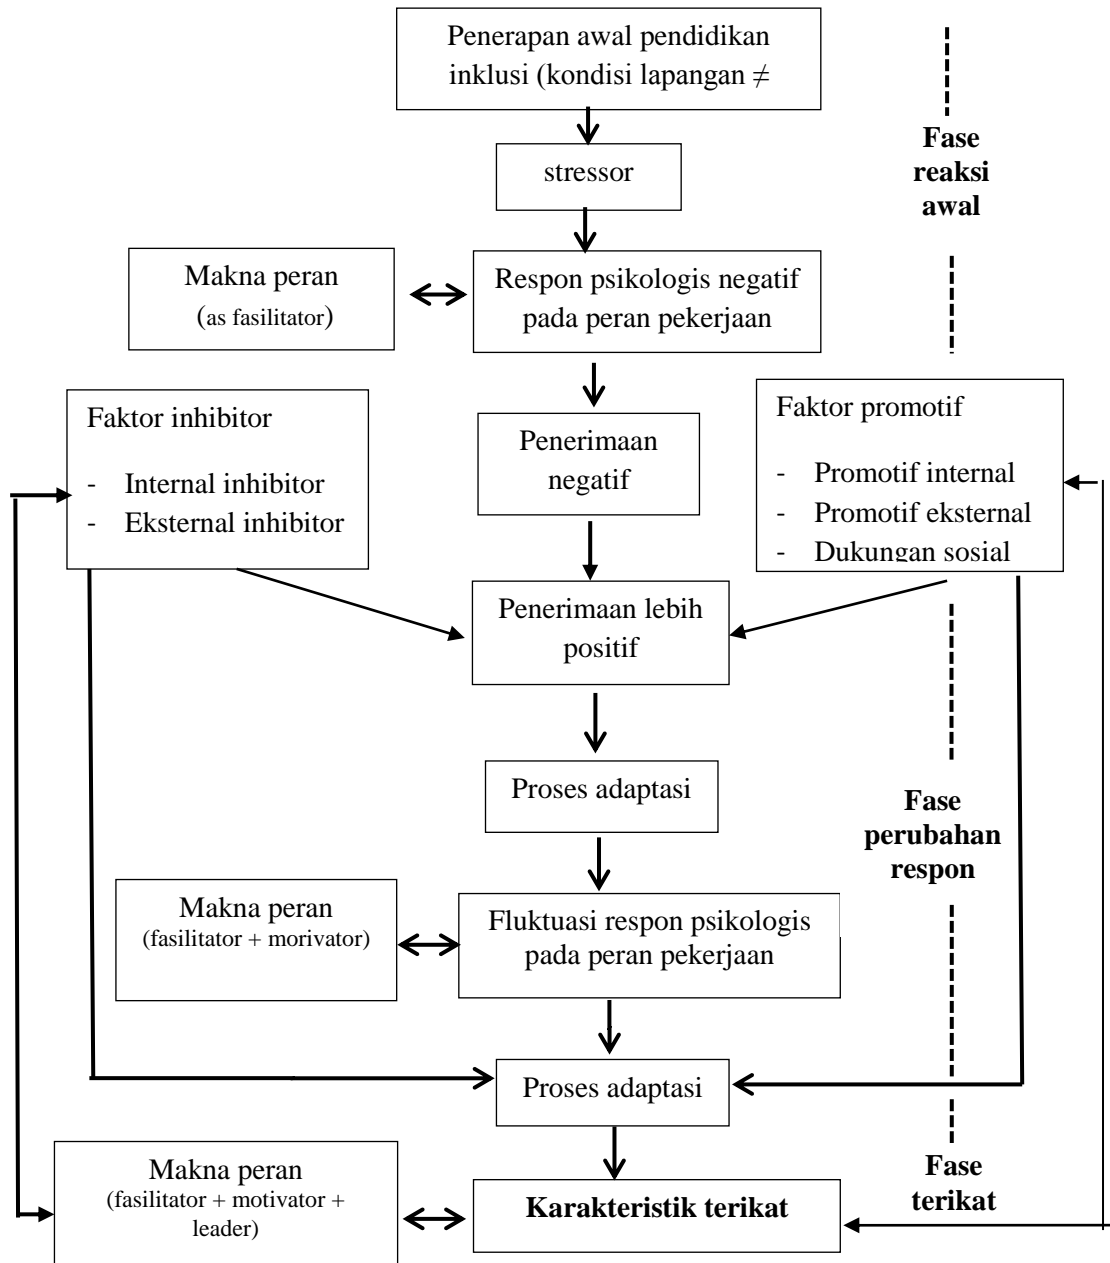 Penerapan awal pendidikan
inklusi (kondisi lapangan ≠
Fase
reaksi
awal
stressor
Makna peran
(as fasilitator)
Respon psikologis negatif
pada peran pekerjaan
Faktor inhibitor
- Internal inhibitor
- Eksternal inhibitor
Penerimaan
negatif
Faktor promotif
- Promotif internal
- Promotif eksternal
- Dukungan sosial
Penerimaan lebih
positif
Proses adaptasi
Fase
perubahan
respon
Makna peran
(fasilitator + morivator)
Fluktuasi respon psikologis
pada peran pekerjaan
Proses adaptasi
Makna peran
(fasilitator + motivator +
leader)
Karakteristik terikat
Fase
terikat